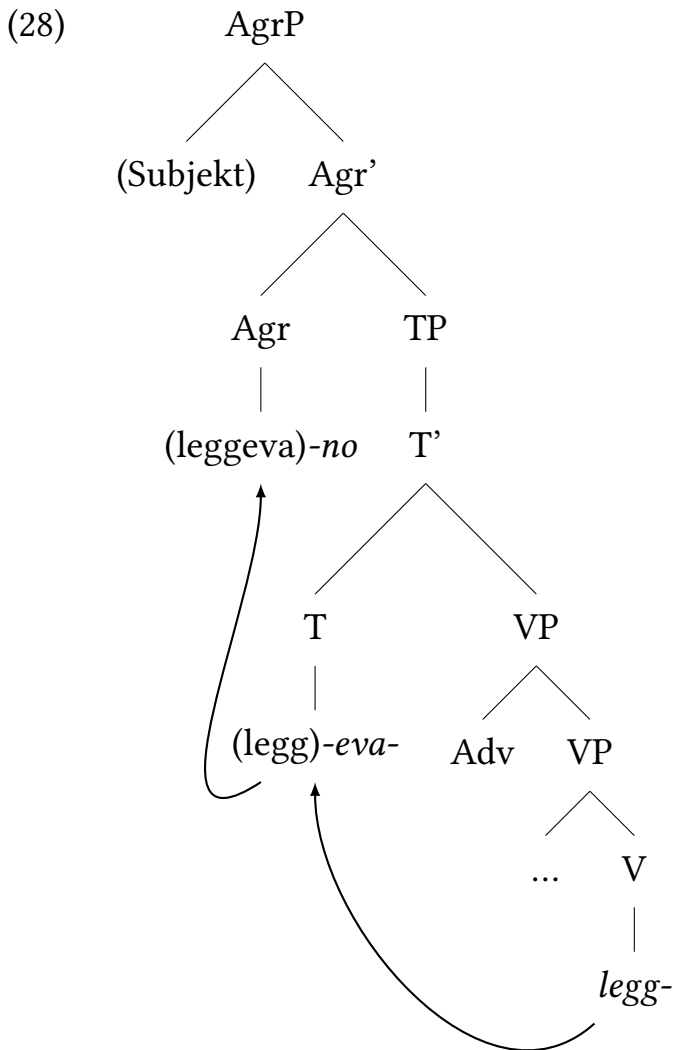 (28) AgrP
(Subjekt) Agr’
Agr TP
(leggeva)-no T’
T VP
(legg)-eva- Adv VP
... V
legg-